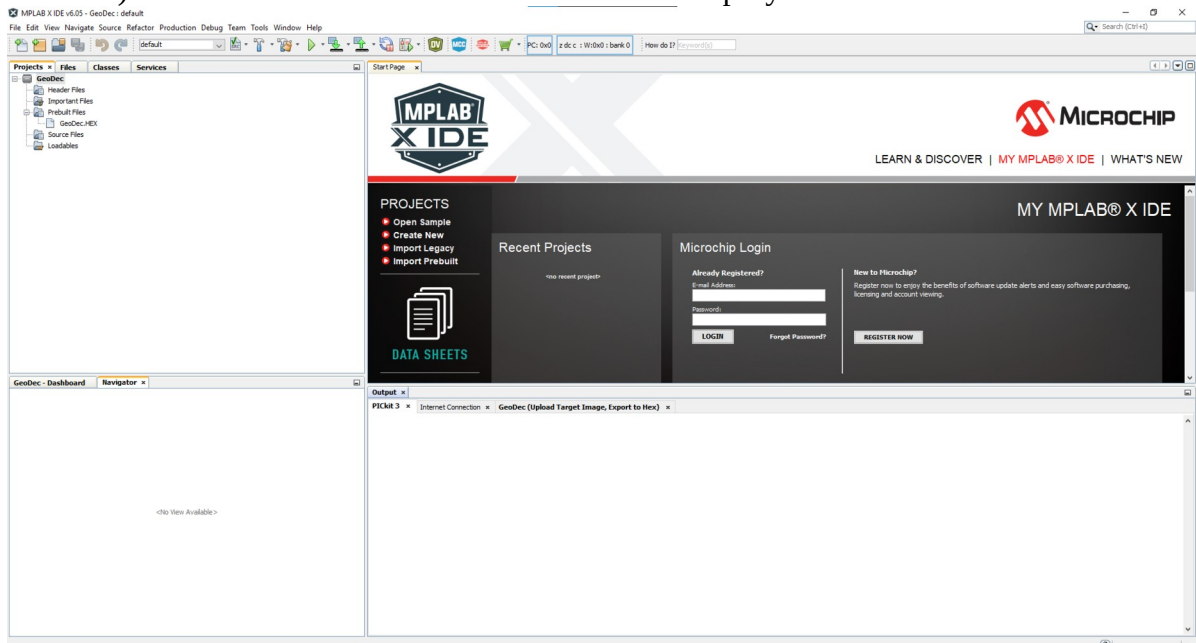 MPLAB X IDE v6.05 - GeoDec : default
File Edit View Navigate Source Refactor Production Debug Team Tools Window Help
Search (Ctrl+I)
default
DV
MCC
PC: 0x0
z dc c : W:0x0 : bank 0
How do I?
Keyword(s)
Projects × Files Classes Services
Start Page ×
GeoDec
Header Files
Important Files
Prebuilt Files
GeoDec.HEX
Source Files
Loadables
MPLAB®
X IDE
MICROCHIP
LEARN & DISCOVER | MY MPLAB® X IDE | WHAT'S NEW
PROJECTS
Open Sample
Create New
Import Legacy
Import Prebuilt
DATA SHEETS
MY MPLAB® X IDE
Recent Projects
<no recent project>
Microchip Login
Already Registered?
E-mail Address:
Password:
LOGIN Forgot Password?
New to Microchip?
Register now to enjoy the benefits of software update alerts and easy software purchasing,
licensing and account viewing.
REGISTER NOW
GeoDec - Dashboard Navigator ×
<No View Available>
Output ×
PICkit 3 × Internet Connection × GeoDec (Upload Target Image, Export to Hex) ×